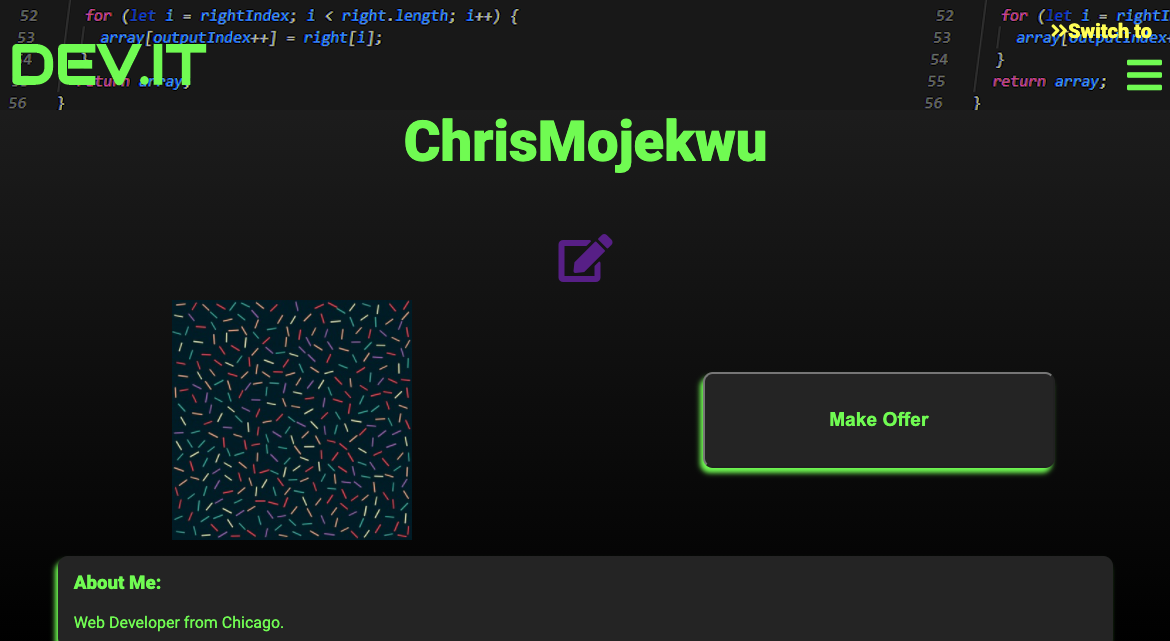 52 for (let i = rightIndex; i < right.length; i++) {
53 array[outputIndex++] = right[i];
}
return array;
56 }
DEV.IT
52 for (let i = rightI
53 array[outputIndex+
54 }
55 return array;
56 }
Switch to
ChrisMojekwu
Make Offer
About Me:
Web Developer from Chicago.